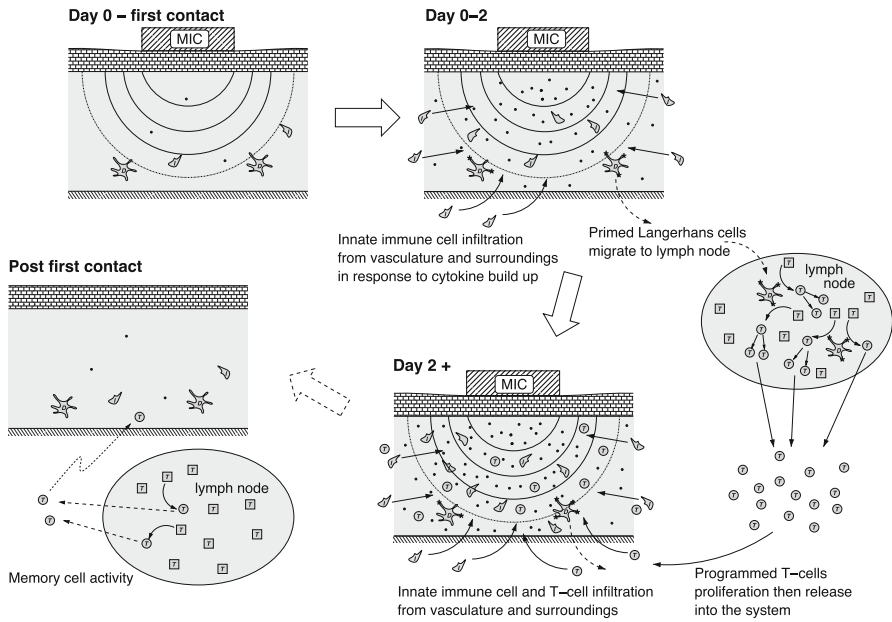 Day 0 – first contact
MIC
Day 0–2
MIC
Innate immune cell infiltration
from vasculature and surroundings
in response to cytokine build up
Primed Langerhans cells
migrate to lymph node
lymph
node
Post first contact
lymph node
Memory cell activity
Day 2 +
MIC
Innate immune cell and T–cell infiltration
from vasculature and surroundings
Programmed T–cells
proliferation then release
into the system